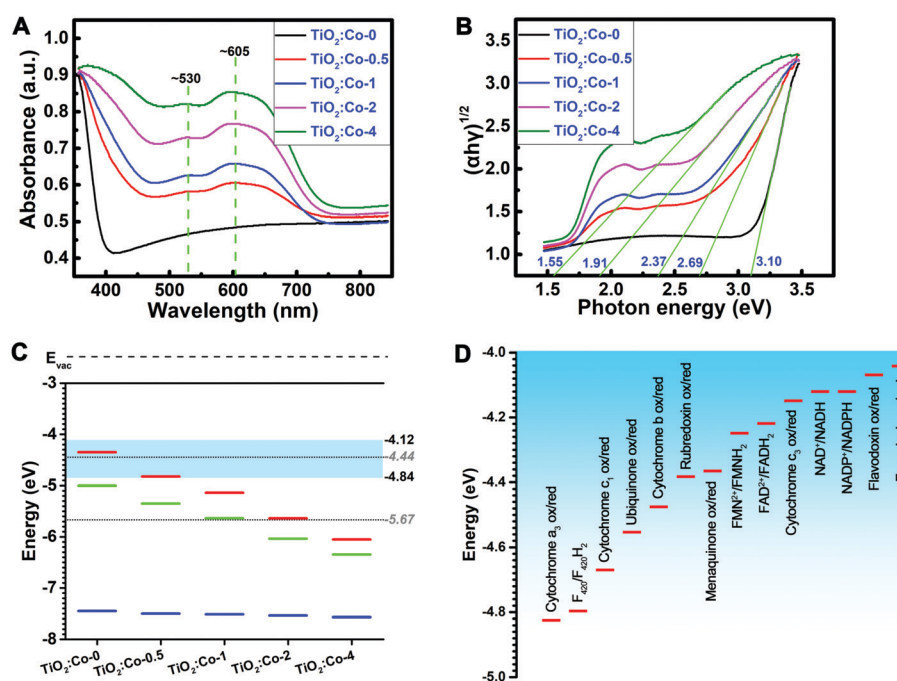 A
TiO2:Co-0
TiO2:Co-0.5
TiO2:Co-1
TiO2:Co-2
TiO2:Co-4
~530
~605
1.0
0.9
0.8
0.7
0.6
0.5
0.4
Absorbance (a.u.)
400
500
600
700
800
Wavelength (nm)
B
TiO2:Co-0
TiO2:Co-0.5
TiO2:Co-1
TiO2:Co-2
TiO2:Co-4
3.5
3.0
2.5
2.0
1.5
1.0
(αhγ)1/2
1.55
1.91
2.37
2.69
3.10
1.5
2.0
2.5
3.0
3.5
Photon energy (eV)
C
Evac
-3
-4
-5
-6
-7
-8
Energy (eV)
-4.12
-4.44
-4.84
-5.67
TiO2:Co-0
TiO2:Co-0.5
TiO2:Co-1
TiO2:Co-2
TiO2:Co-4
D
-4.0
-4.2
-4.4
-4.6
-4.8
-5.0
Energy (eV)
Cytochrome a3 ox/red
F420/F420H2
Cytochrome c1 ox/red
Ubiquinone ox/red
Cytochrome b ox/red
Rubredoxin ox/red
Menaquinone ox/red
FMN2+/FMNH2
FAD2+/FADH2
Cytochrome c3 ox/red
NAD+/NADH
NADP+/NADPH
Flavodoxin ox/red